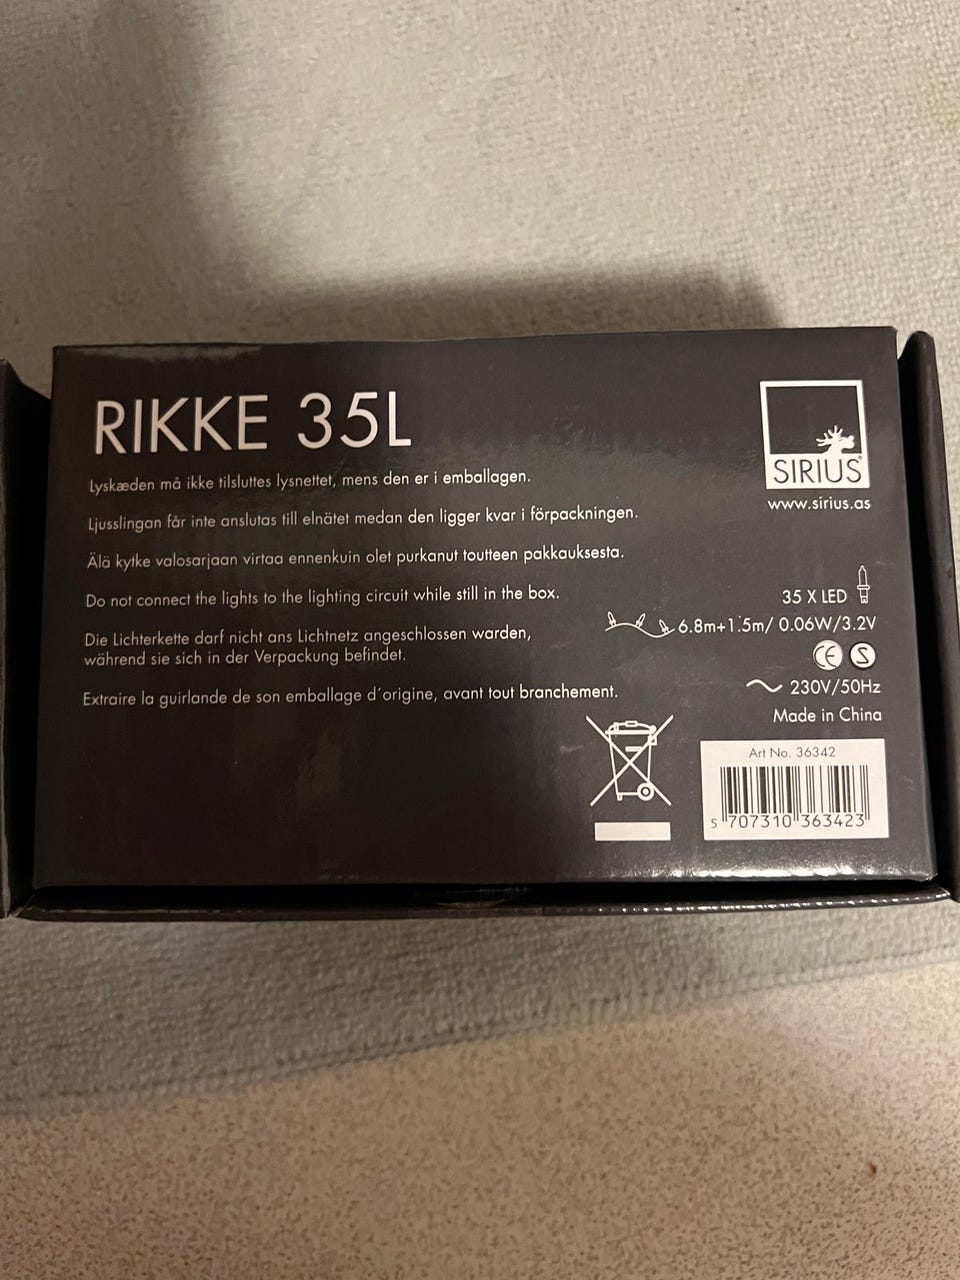 RIKKE 35L
Lyskæden må ikke tilsluttes lysnettet, mens den er i emballagen.
Ljusslingan får inte anslutas till elnätet medan den ligger kvar i förpackningen.
Älä kytke valosarjaan virtaa ennenkuin olet purkanut toutteen pakkauksesta.
Do not connect the lights to the lighting circuit while still in the box.
Die Lichterkette darf nicht ans Lichtnetz angeschlossen warden,
während sie sich in der Verpackung befindet.
Extraire la guirlande de son emballage d´origine, avant tout branchement.
SIRIUS®
www.sirius.as
35 X LED
6.8m+1.5m/ 0.06W/3.2V
CE S
230V/50Hz
Made in China
Art No. 36342
5 707310 363423